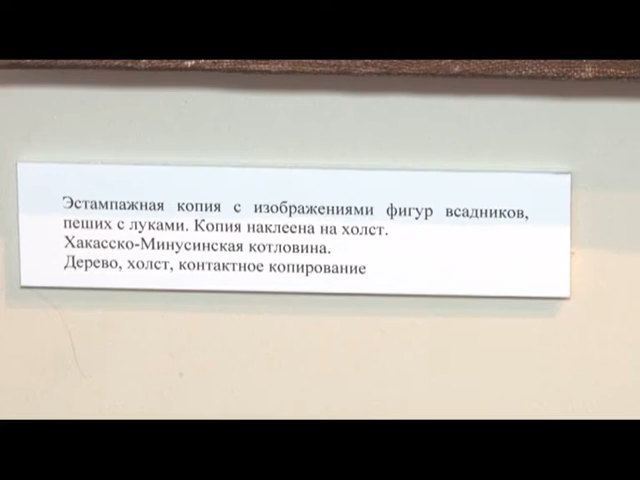 Эстампажная копия с изображениями фигур всадников,
пеших с луками. Копия наклеена на холст.
Хакасско-Минусинская котловина.
Дерево, холст, контактное копирование